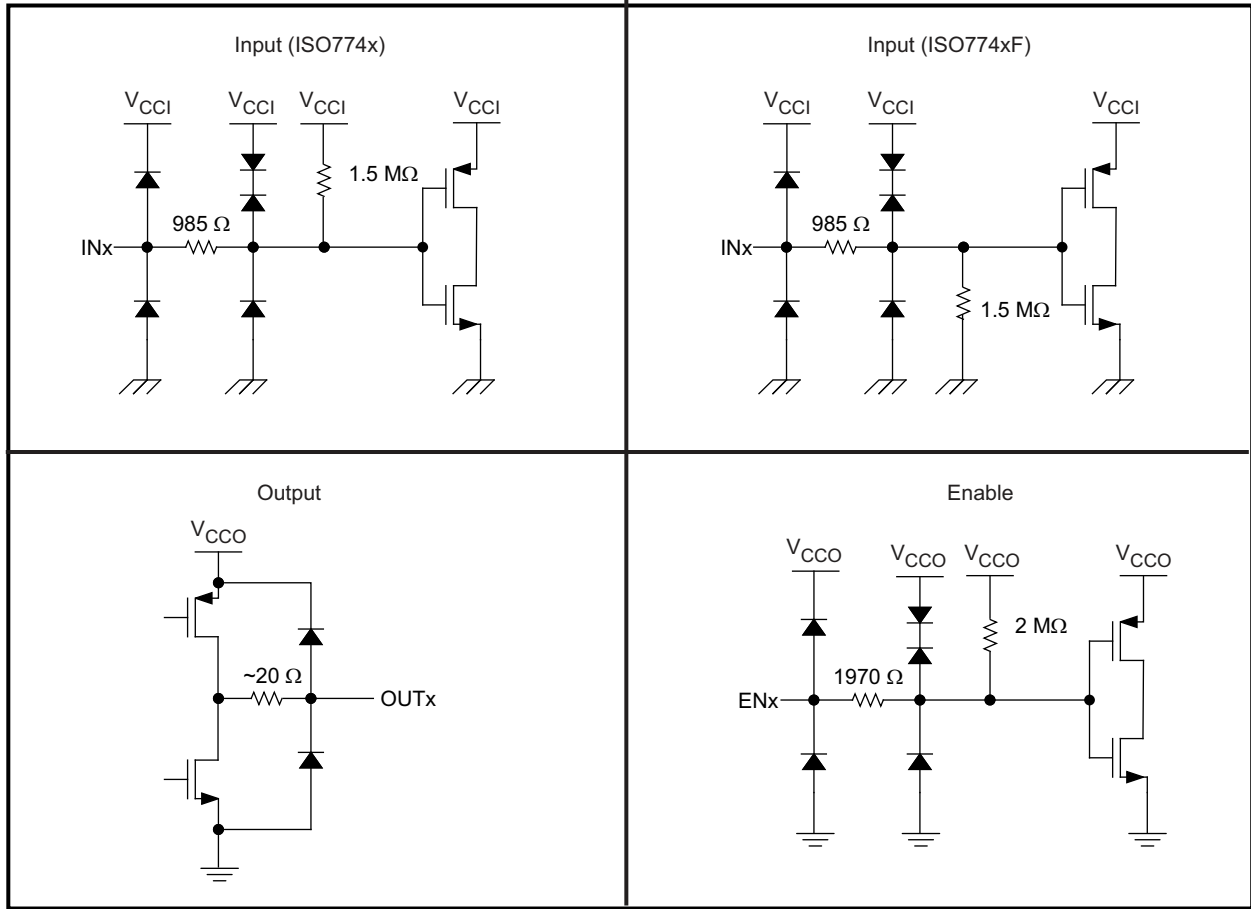 Input (ISO774x)
V_CCI V_CCI V_CCI V_CCI
1.5 MΩ
985 Ω
INx
Input (ISO774xF)
V_CCI V_CCI V_CCI
985 Ω
INx
1.5 MΩ
Output
V_CCO
~20 Ω
OUTx
Enable
V_CCO V_CCO V_CCO V_CCO
2 MΩ
1970 Ω
ENx